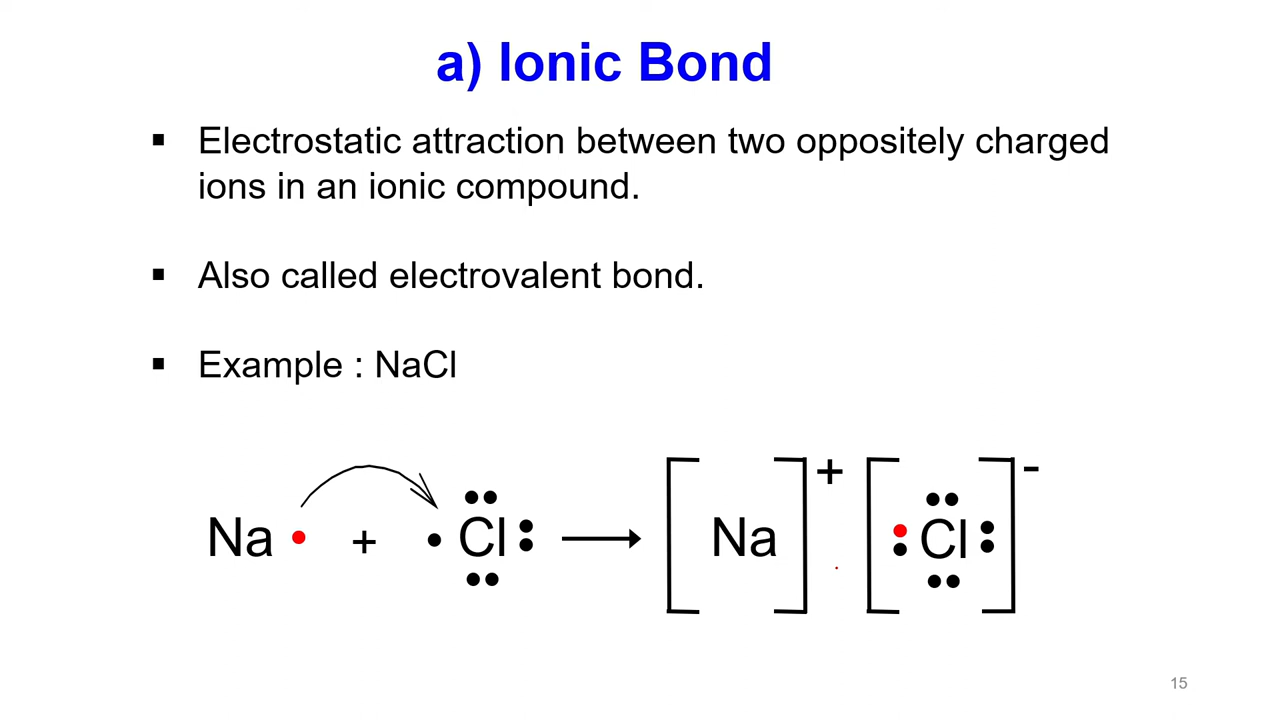 a) Ionic Bond
▪ Electrostatic attraction between two oppositely charged
ions in an ionic compound.
▪ Also called electrovalent bond.
▪ Example : NaCl
Na + Cl Na + Cl -
15